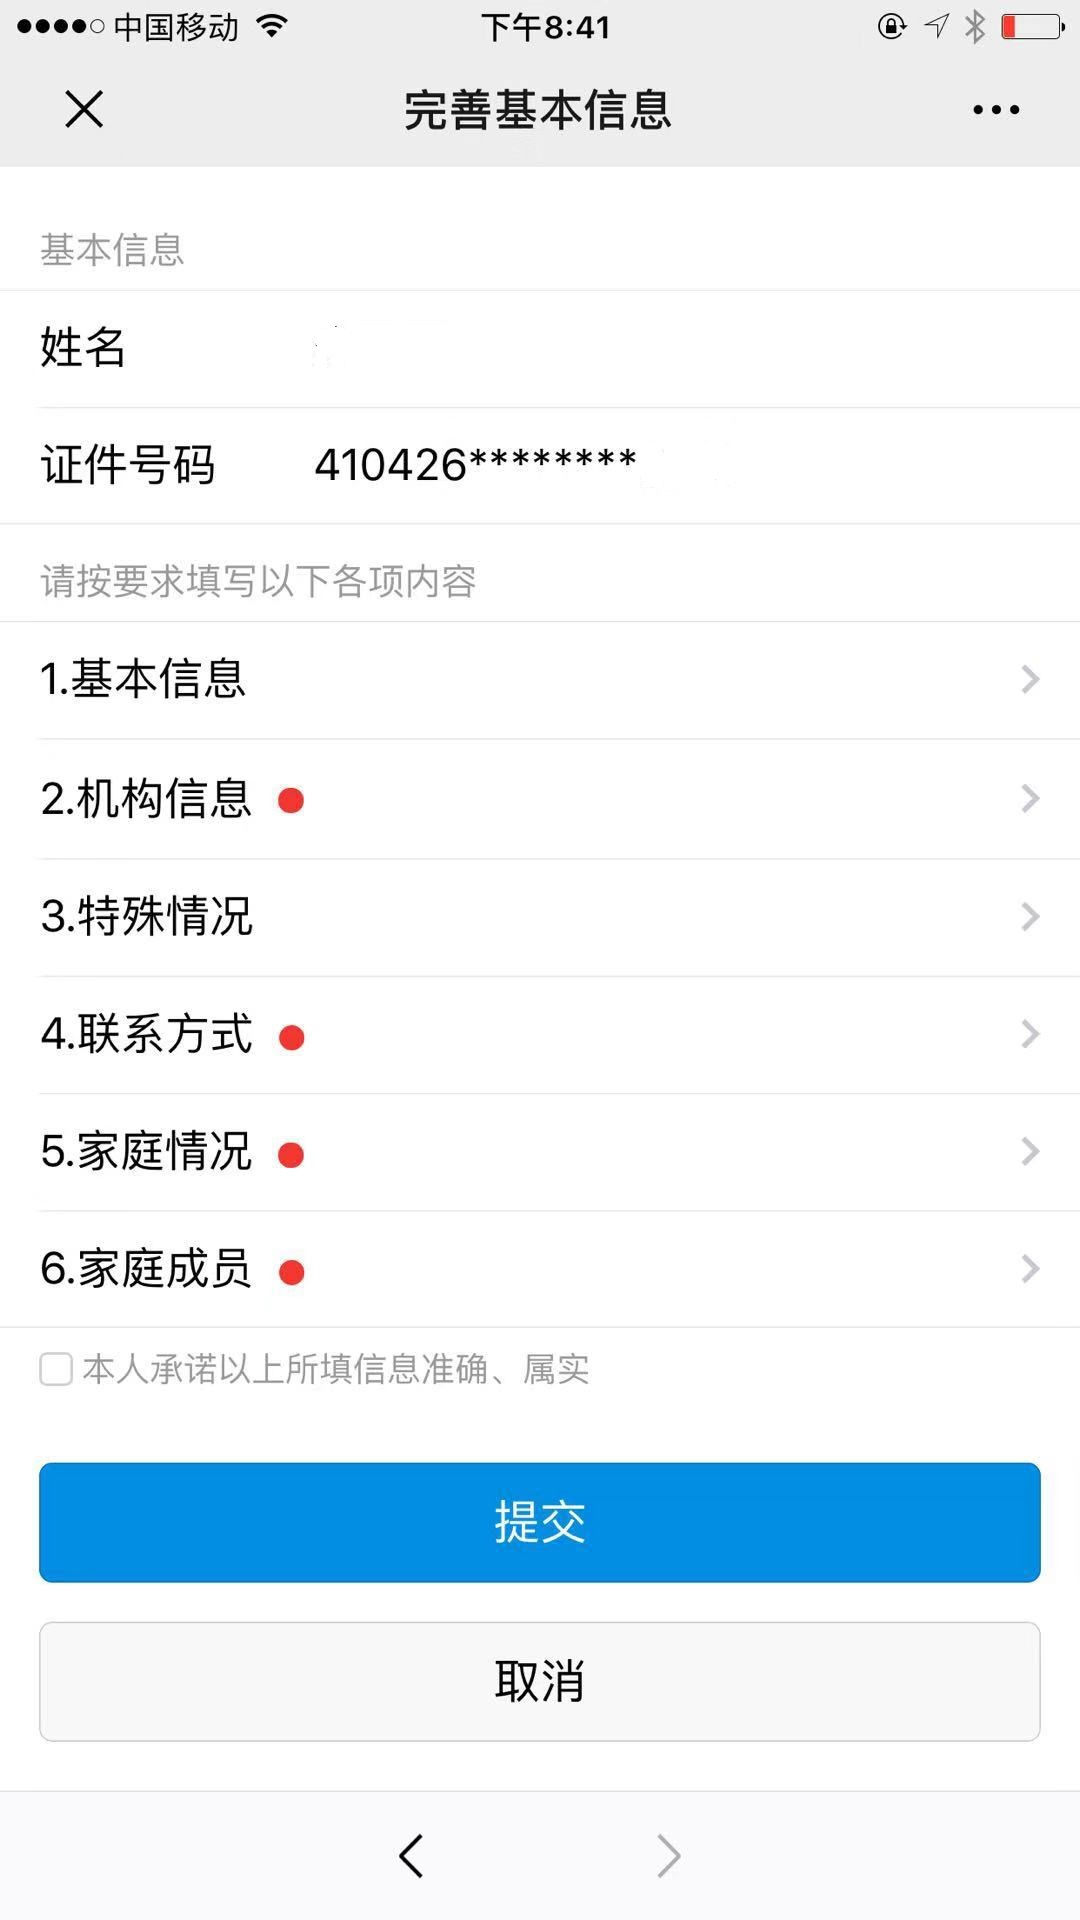 中国移动 下午8:41
完善基本信息
基本信息
姓名
证件号码 410426********
请按要求填写以下各项内容
1.基本信息
2.机构信息
3.特殊情况
4.联系方式
5.家庭情况
6.家庭成员
本人承诺以上所填信息准确、属实
提交
取消